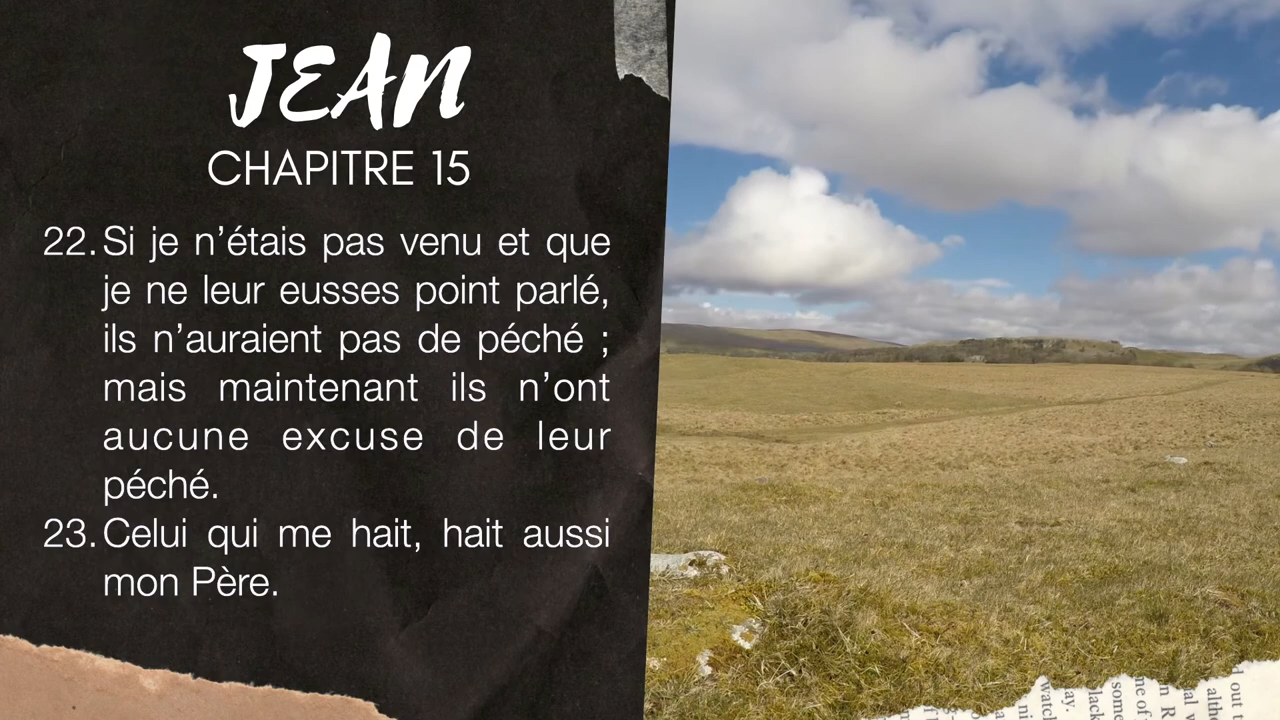 JEAN
CHAPITRE 15
22. Si je n’étais pas venu et que
je ne leur eusses point parlé,
ils n’auraient pas de péché ;
mais maintenant ils n’ont
aucune excuse de leur
péché.
23. Celui qui me hait, hait aussi
mon Père.